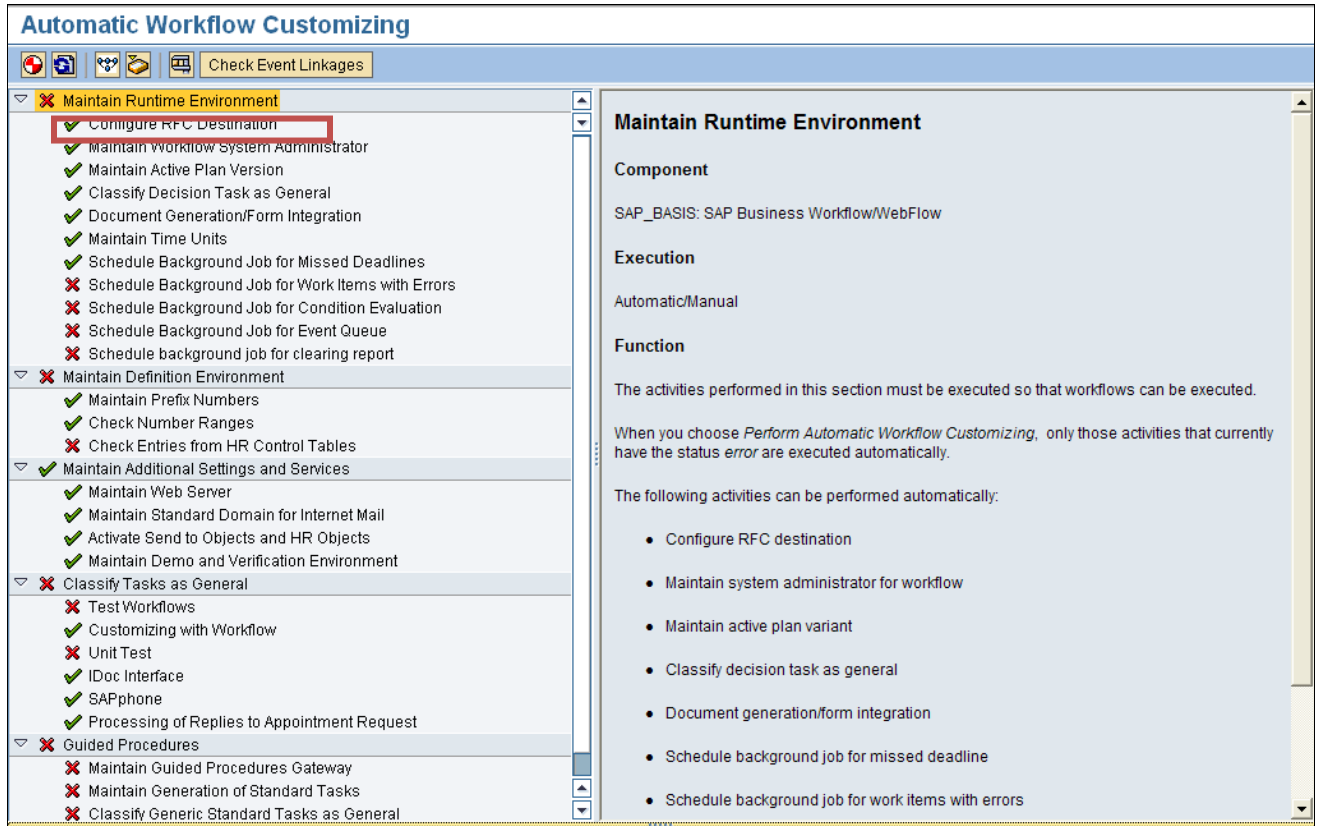 Automatic Workflow Customizing
Check Event Linkages
Maintain Runtime Environment
Configure RFC Destination
Maintain Workflow System Administrator
Maintain Active Plan Version
Classify Decision Task as General
Document Generation/Form Integration
Maintain Time Units
Schedule Background Job for Missed Deadlines
Schedule Background Job for Work Items with Errors
Schedule Background Job for Condition Evaluation
Schedule Background Job for Event Queue
Schedule background job for clearing report
Maintain Definition Environment
Maintain Prefix Numbers
Check Number Ranges
Check Entries from HR Control Tables
Maintain Additional Settings and Services
Maintain Web Server
Maintain Standard Domain for Internet Mail
Activate Send to Objects and HR Objects
Maintain Demo and Verification Environment
Classify Tasks as General
Test Workflows
Customizing with Workflow
Unit Test
IDoc Interface
SAPphone
Processing of Replies to Appointment Request
Guided Procedures
Maintain Guided Procedures Gateway
Maintain Generation of Standard Tasks
Classify Generic Standard Tasks as General
Maintain Runtime Environment
Component
SAP_BASIS: SAP Business Workflow/WebFlow
Execution
Automatic/Manual
Function
The activities performed in this section must be executed so that workflows can be executed.
When you choose Perform Automatic Workflow Customizing, only those activities that currently
have the status error are executed automatically.
The following activities can be performed automatically:
• Configure RFC destination
• Maintain system administrator for workflow
• Maintain active plan variant
• Classify decision task as general
• Document generation/form integration
• Schedule background job for missed deadline
• Schedule background job for work items with errors